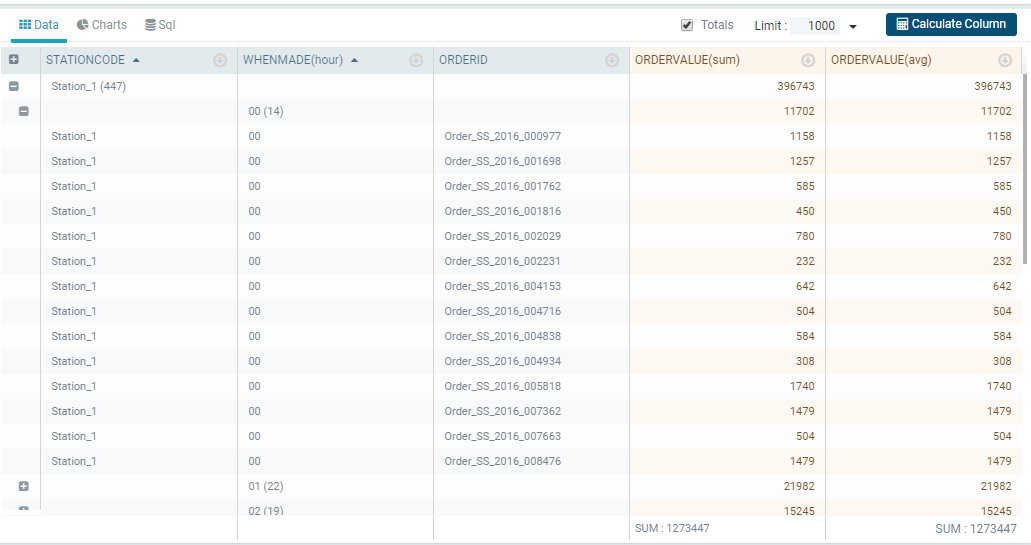 Data Charts Sql Totals Limit : 1000 Calculate Column
STATIONCODE WHENMADE(hour) ORDERID ORDERVALUE(sum) ORDERVALUE(avg)
Station_1 (447) 396743 396743
00 (14) 11702 11702
Station_1 00 Order_SS_2016_000977 1158 1158
Station_1 00 Order_SS_2016_001698 1257 1257
Station_1 00 Order_SS_2016_001762 585 585
Station_1 00 Order_SS_2016_001816 450 450
Station_1 00 Order_SS_2016_002029 780 780
Station_1 00 Order_SS_2016_002231 232 232
Station_1 00 Order_SS_2016_004153 642 642
Station_1 00 Order_SS_2016_004716 504 504
Station_1 00 Order_SS_2016_004838 584 584
Station_1 00 Order_SS_2016_004934 308 308
Station_1 00 Order_SS_2016_005818 1740 1740
Station_1 00 Order_SS_2016_007362 1479 1479
Station_1 00 Order_SS_2016_007663 504 504
Station_1 00 Order_SS_2016_008476 1479 1479
01 (22) 21982 21982
02 (19) 15245 15245
SUM : 1273447 SUM : 1273447